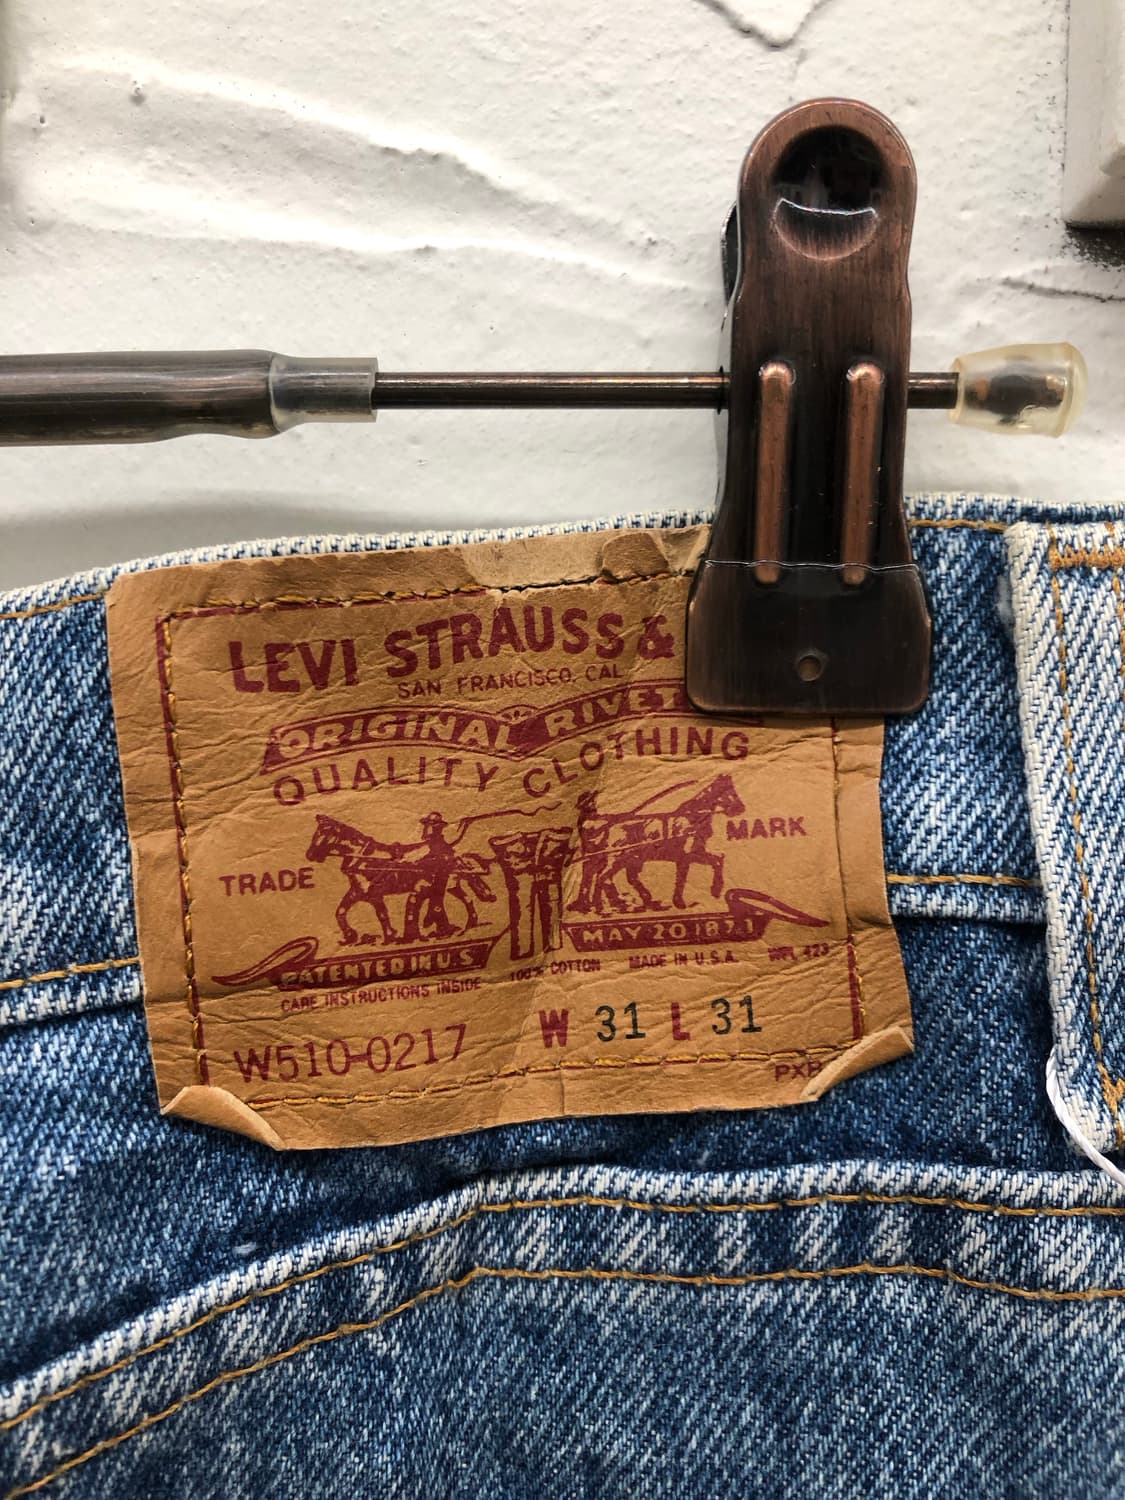 LEVI STRAUSS &
SAN FRANCISCO, CAL
ORIGINAL RIVET
QUALITY CLOTHING
TRADE MARK
PATENTED IN U.S MAY 20 1873
CARE INSTRUCTIONS INSIDE 100% COTTON MADE IN U.S.A. WPL 423
W510-0217 W 31 L 31